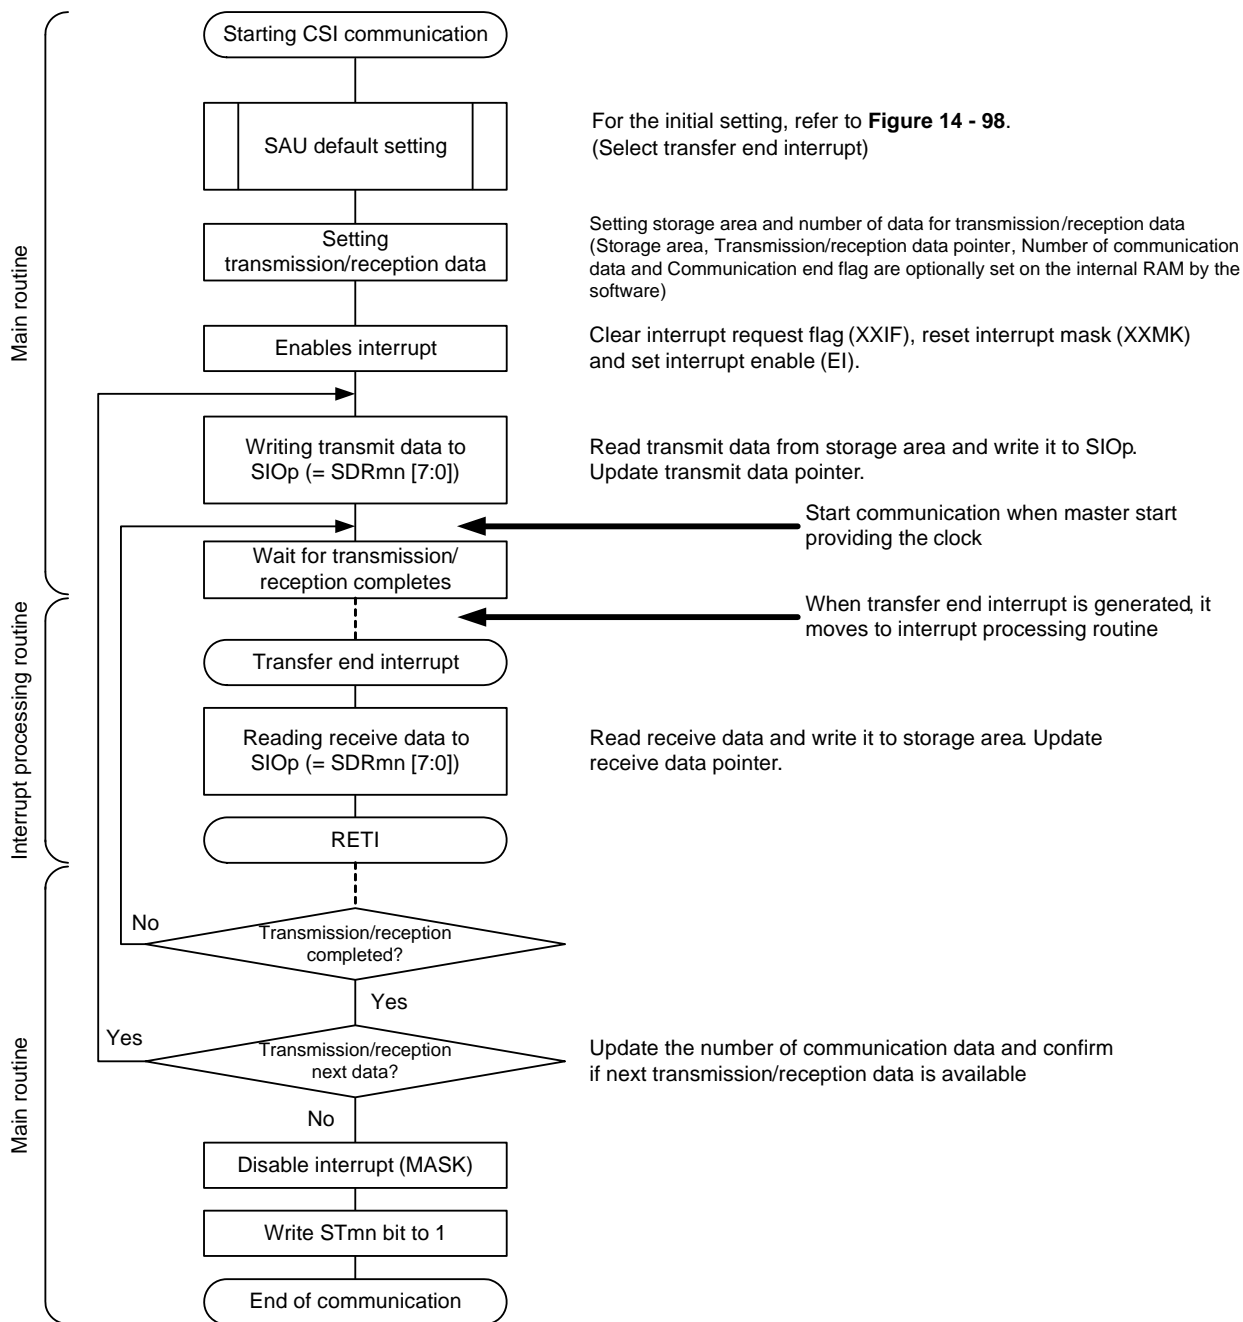 Starting CSI communication
SAU default setting
For the initial setting, refer to Figure 14 - 98.
(Select transfer end interrupt)
Setting
transmission/reception data
Setting storage area and number of data for transmission/reception data
(Storage area, Transmission/reception data pointer, Number of communication
data and Communication end flag are optionally set on the internal RAM by the
software)
Main routine
Enables interrupt
Clear interrupt request flag (XXIF), reset interrupt mask (XXMK)
and set interrupt enable (EI).
Writing transmit data to
SIOp (= SDRmn [7:0])
Read transmit data from storage area and write it to SIOp.
Update transmit data pointer.
Start communication when master start
providing the clock
Wait for transmission/
reception completes
When transfer end interrupt is generated, it
moves to interrupt processing routine
Interrupt processing routine
Transfer end interrupt
Reading receive data to
SIOp (= SDRmn [7:0])
Read receive data and write it to storage area. Update
receive data pointer.
RETI
No
Transmission/reception
completed?
Yes
Yes
Transmission/reception
next data?
Update the number of communication data and confirm
if next transmission/reception data is available
No
Main routine
Disable interrupt (MASK)
Write STmn bit to 1
End of communication